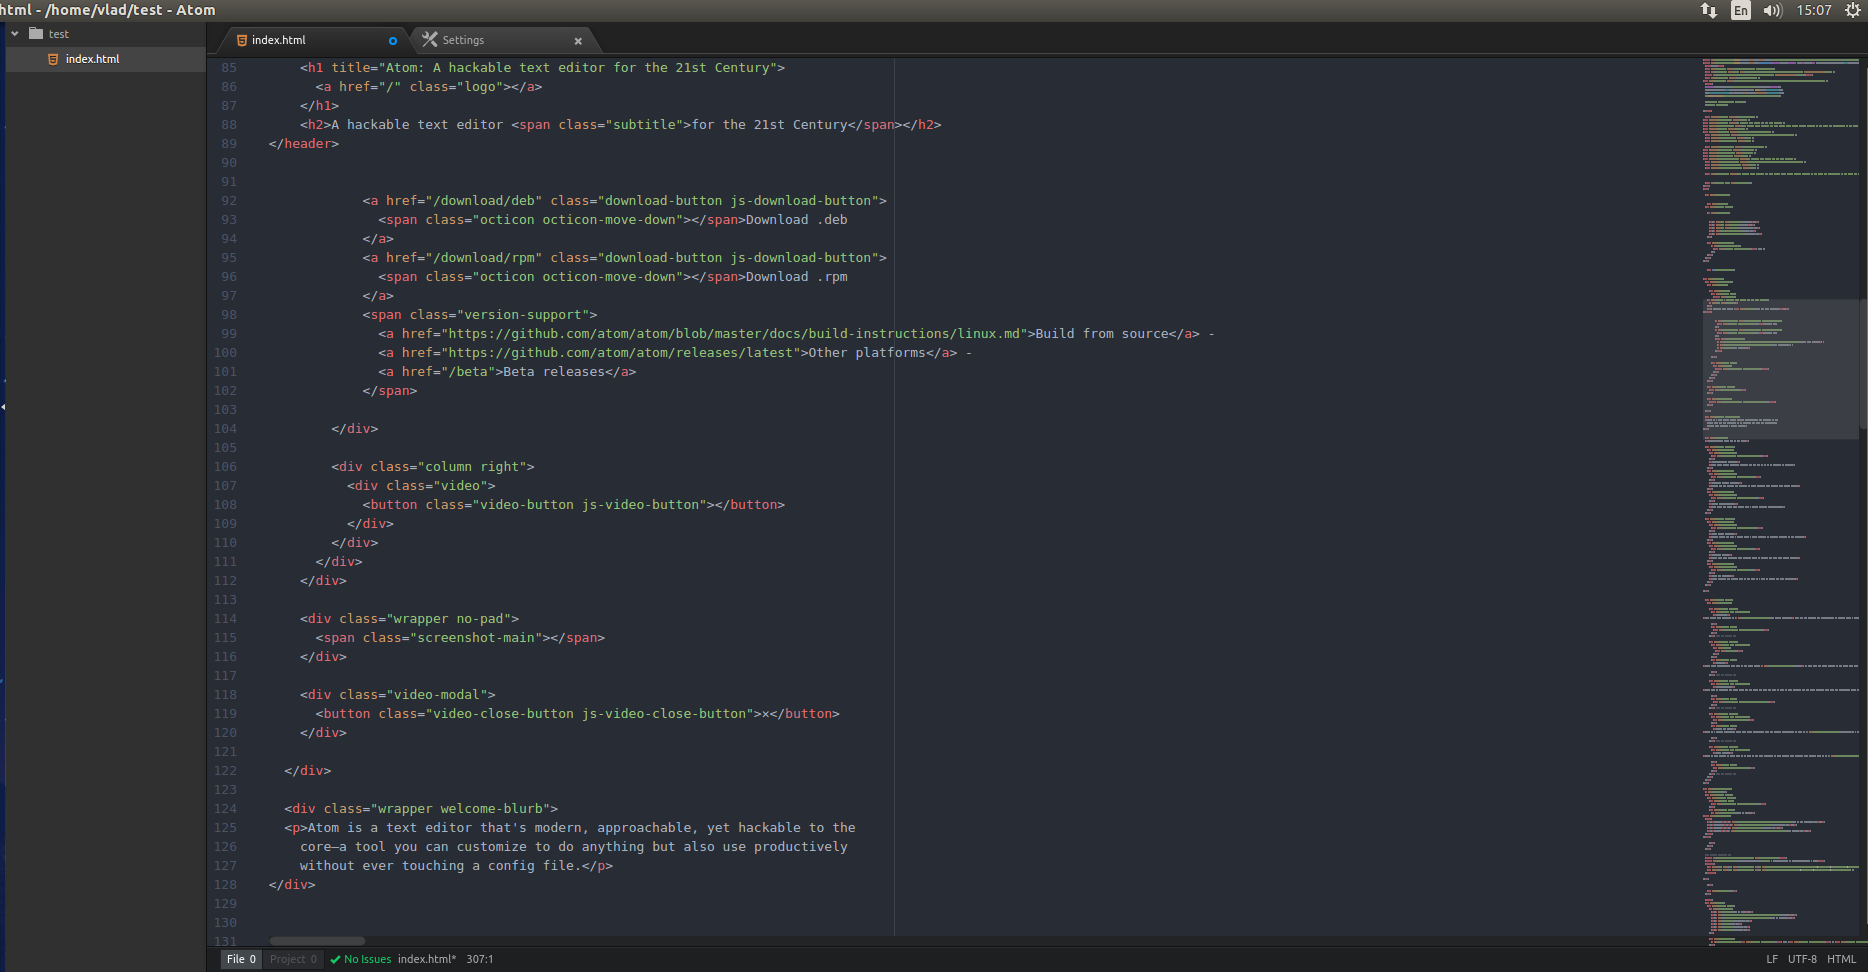 html - /home/vlad/test - Atom
En
15:07
test
index.html
index.html
Settings
85 <h1 title="Atom: A hackable text editor for the 21st Century">
86 <a href="/" class="logo"></a>
87 </h1>
88 <h2>A hackable text editor <span class="subtitle">for the 21st Century</span></h2>
89 </header>
90
91
92 <a href="/download/deb" class="download-button js-download-button">
93 <span class="octicon octicon-move-down"></span>Download .deb
94 </a>
95 <a href="/download/rpm" class="download-button js-download-button">
96 <span class="octicon octicon-move-down"></span>Download .rpm
97 </a>
98 <span class="version-support">
99 <a href="https://github.com/atom/atom/blob/master/docs/build-instructions/linux.md">Build from source</a> -
100 <a href="https://github.com/atom/atom/releases/latest">Other platforms</a> -
101 <a href="/beta">Beta releases</a>
102 </span>
103
104 </div>
105
106 <div class="column right">
107 <div class="video">
108 <button class="video-button js-video-button"></button>
109 </div>
110 </div>
111 </div>
112 </div>
113
114 <div class="wrapper no-pad">
115 <span class="screenshot-main"></span>
116 </div>
117
118 <div class="video-modal">
119 <button class="video-close-button js-video-close-button">×</button>
120 </div>
121
122 </div>
123
124 <div class="wrapper welcome-blurb">
125 <p>Atom is a text editor that's modern, approachable, yet hackable to the
126 core—a tool you can customize to do anything but also use productively
127 without ever touching a config file.</p>
128 </div>
129
130
131
File 0 Project 0 No Issues index.html* 307:1 LF UTF-8 HTML